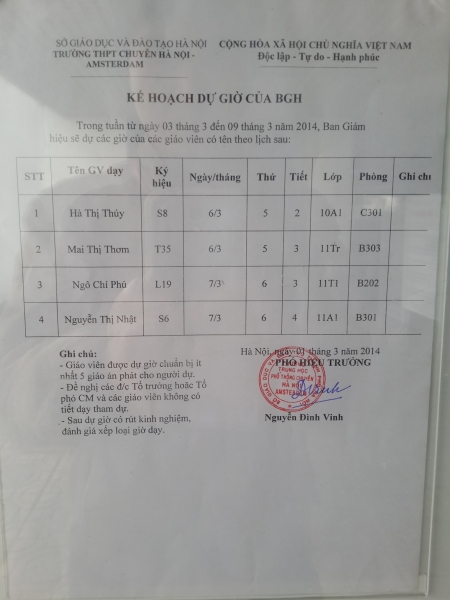 SỞ GIÁO DỤC VÀ ĐÀO TẠO HÀ NỘI CỘNG HÒA XÃ HỘI CHỦ NGHĨA VIỆT NAM
TRƯỜNG THPT CHUYÊN HÀ NỘI - Độc lập - Tự do - Hạnh phúc
AMSTERDAM
KẾ HOẠCH DỰ GIỜ CỦA BGH
Trong tuần từ ngày 03 tháng 3 đến 09 tháng 3 năm 2014, Ban Giám
hiệu sẽ dự các giờ của các giáo viên có tên theo lịch sau:
STT Tên GV dạy Ký hiệu Ngày/tháng Thứ Tiết Lớp Phòng Ghi chú
1 Hà Thị Thủy S8 6/3 5 2 10A1 C301
2 Mai Thị Thơm T35 6/3 5 3 11Tr B303
3 Ngô Chí Phú L19 7/3 6 3 11T1 B202
4 Nguyễn Thị Nhật S6 7/3 6 4 11A1 B301
Ghi chú:
- Giáo viên được dự giờ chuẩn bị ít
nhất 5 giáo án phát cho người dự.
- Đề nghị các đ/c Tổ trưởng hoặc Tổ
phó CM và các giáo viên không có
tiết dạy tham dự.
- Sau dự giờ có rút kinh nghiệm,
đánh giá xếp loại giờ dạy.
Hà Nội, ngày 01 tháng 3 năm 2014
PHÓ HIỆU TRƯỞNG
TRUNG HỌC
PHỔ THÔNG CHUYÊN
HÀ NỘI
AMSTERDAM
Nguyễn Đình Vinh